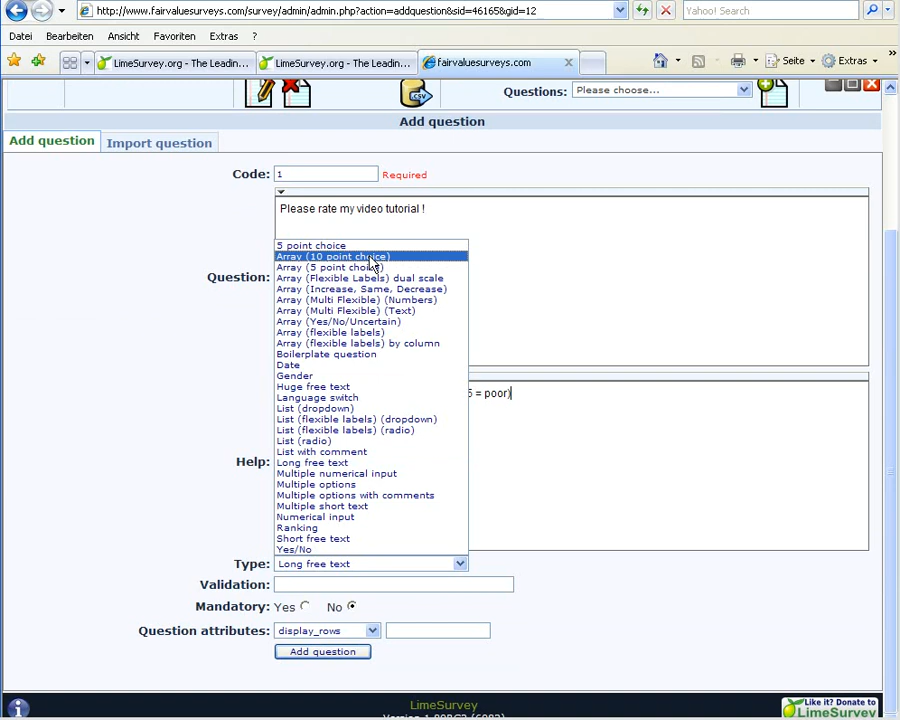 http://www.fairvaluesurveys.com/survey/admin/admin.php?action=addquestion&sid=46165&gid=12
Yahoo! Search
Datei Bearbeiten Ansicht Favoriten Extras ?
LimeSurvey.org - The Leadin...
LimeSurvey.org - The Leadin...
fairvaluesurveys.com
Seite
Extras
CSV
Questions: Please choose...
Add question
Add question
Import question
Code: 1 Required
Please rate my video tutorial !
Question:
5 point choice
Array (10 point choice)
Array (5 point choice)
Array (Flexible Labels) dual scale
Array (Increase, Same, Decrease)
Array (Multi Flexible) (Numbers)
Array (Multi Flexible) (Text)
Array (Yes/No/Uncertain)
Array (flexible labels)
Array (flexible labels) by column
Boilerplate question
Date
Gender
Huge free text
Language switch
List (dropdown)
List (flexible labels) (dropdown)
List (flexible labels) (radio)
List (radio)
List with comment
Long free text
Multiple numerical input
Multiple options
Multiple options with comments
Multiple short text
Numerical input
Ranking
Short free text
Yes/No
= poor)
Help:
Type: Long free text
Validation:
Mandatory: Yes No
Question attributes: display_rows
Add question
LimeSurvey
Like it? Donate to
LimeSurvey